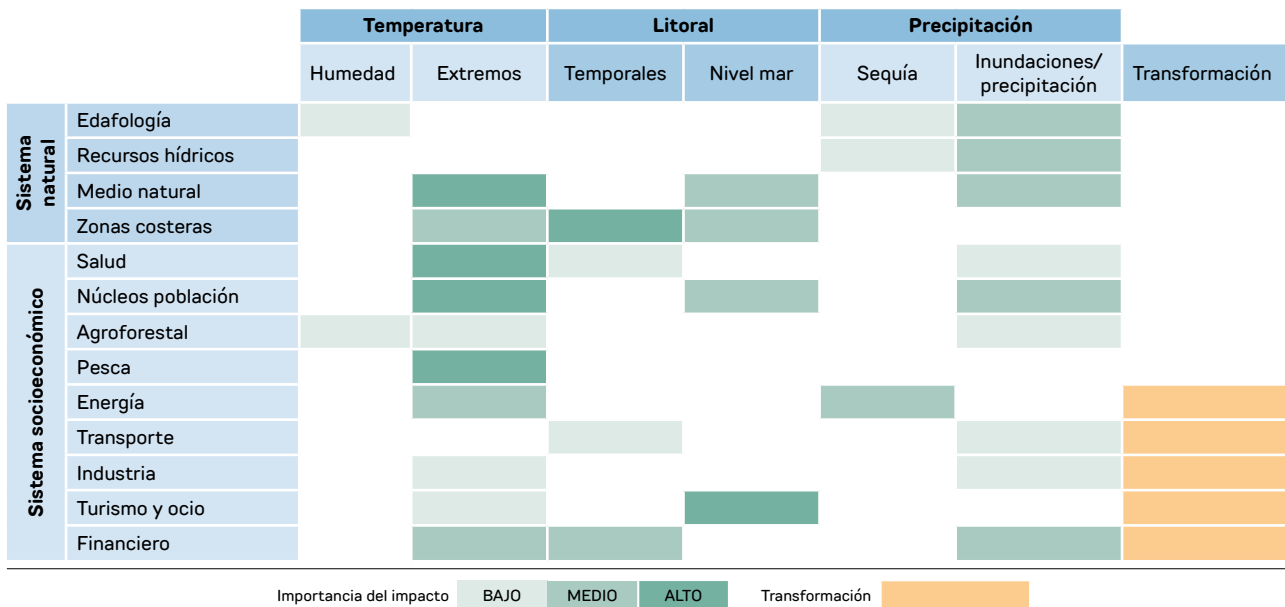 Temperatura Litoral Precipitación
Humedad Extremos Temporales Nivel mar Sequía Inundaciones/
precipitación Transformación
Sistema
natural
Edafología
Recursos hídricos
Medio natural
Zonas costeras
Sistema socioeconómico
Salud
Núcleos población
Agroforestal
Pesca
Energía
Transporte
Industria
Turismo y ocio
Financiero
Importancia del impacto BAJO MEDIO ALTO Transformación